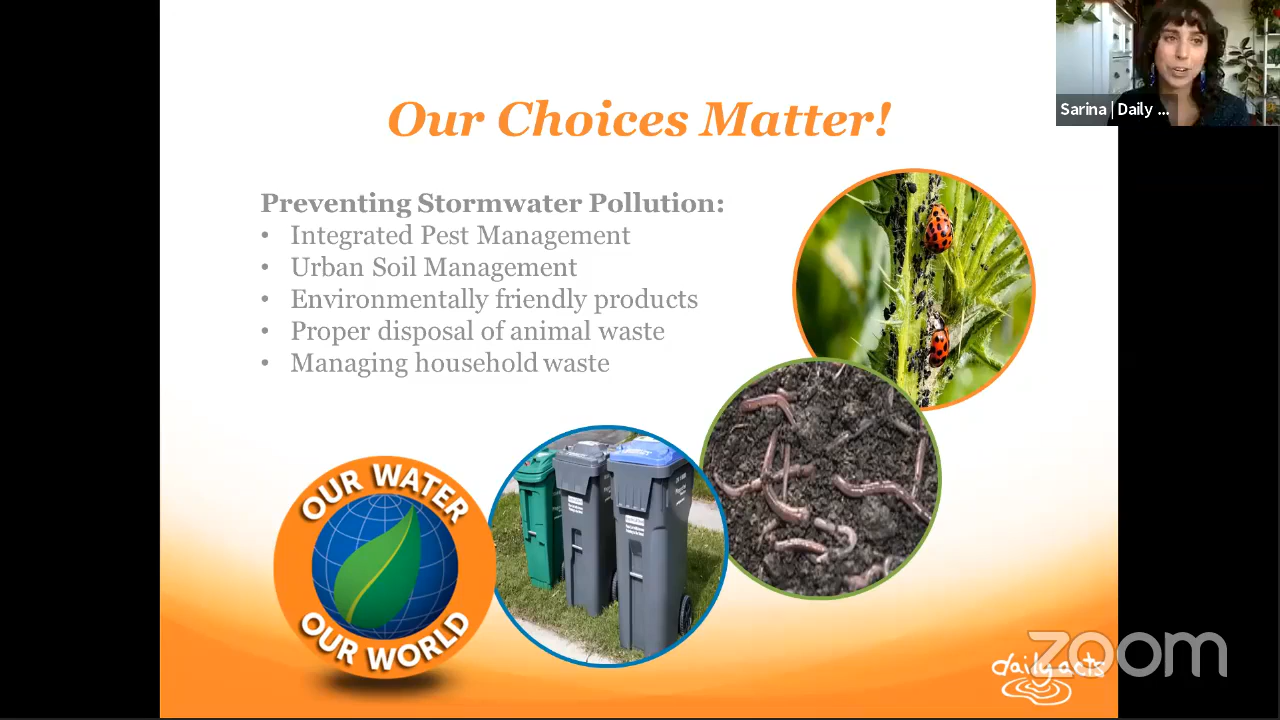 Sarina | Daily ...
Our Choices Matter!
Preventing Stormwater Pollution:
• Integrated Pest Management
• Urban Soil Management
• Environmentally friendly products
• Proper disposal of animal waste
• Managing household waste
OUR WATER
OUR WORLD
daily acts
zoom